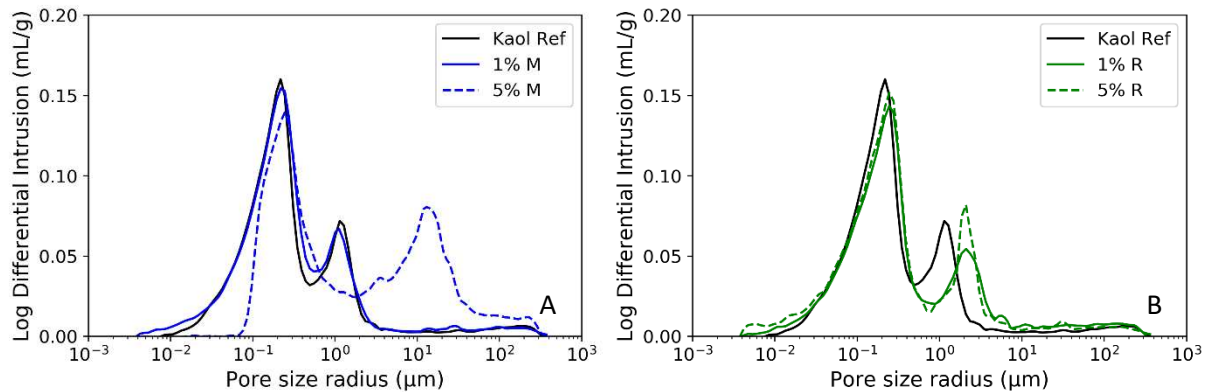 Log Differential Intrusion (mL/g)
0.20
0.15
0.10
0.05
0.00
Kaol Ref
1% M
5% M
A
10⁻³ 10⁻² 10⁻¹ 10⁰ 10¹ 10² 10³
Pore size radius (μm)
Log Differential Intrusion (mL/g)
0.20
0.15
0.10
0.05
0.00
Kaol Ref
1% R
5% R
B
10⁻³ 10⁻² 10⁻¹ 10⁰ 10¹ 10² 10³
Pore size radius (μm)